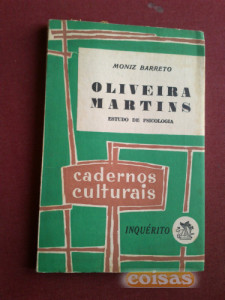 MONIZ BARRETO
OLIVEIRA
MARTINS
ESTUDO DE PSICOLOGIA
cadernos
culturais
INQUÉRITO
coisas